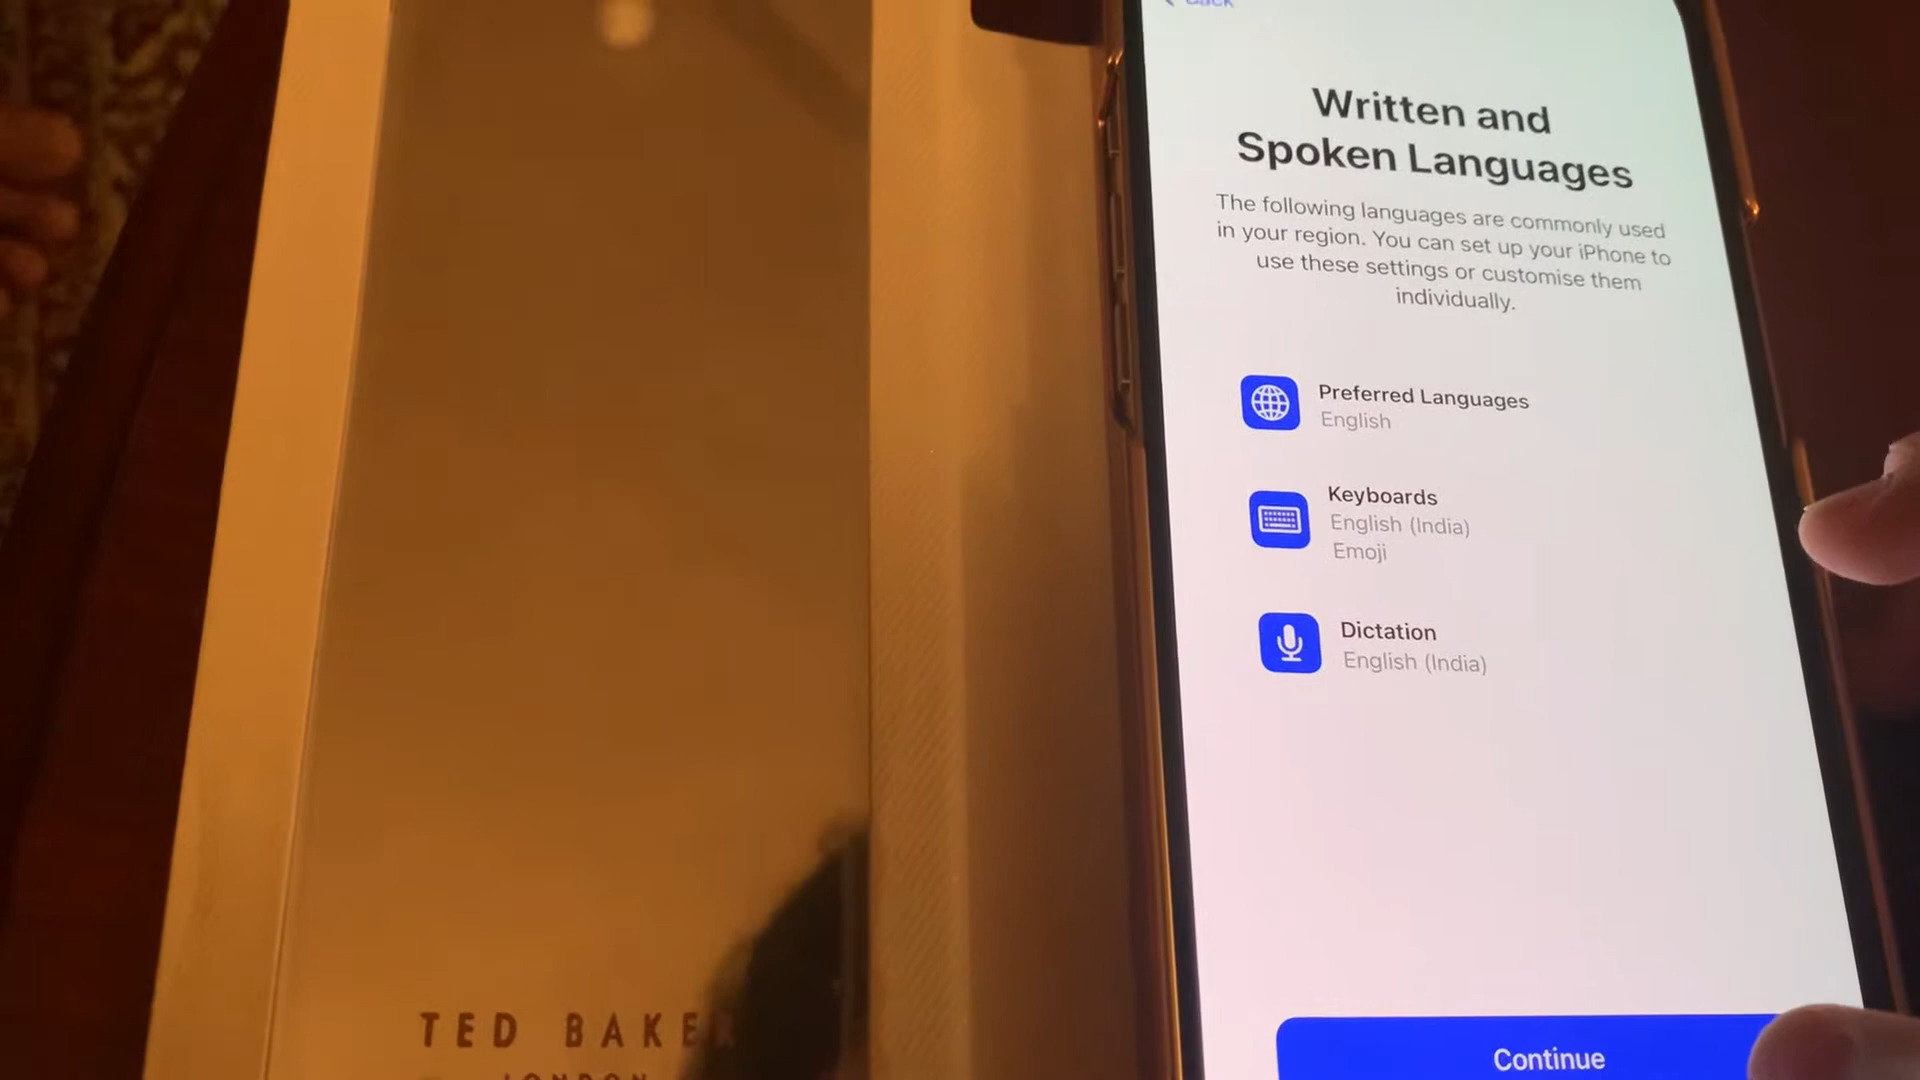 Back
Written and
Spoken Languages
The following languages are commonly used
in your region. You can set up your iPhone to
use these settings or customise them
individually.
Preferred Languages
English
Keyboards
English (India)
Emoji
Dictation
English (India)
Continue
TED BAKER
LONDON